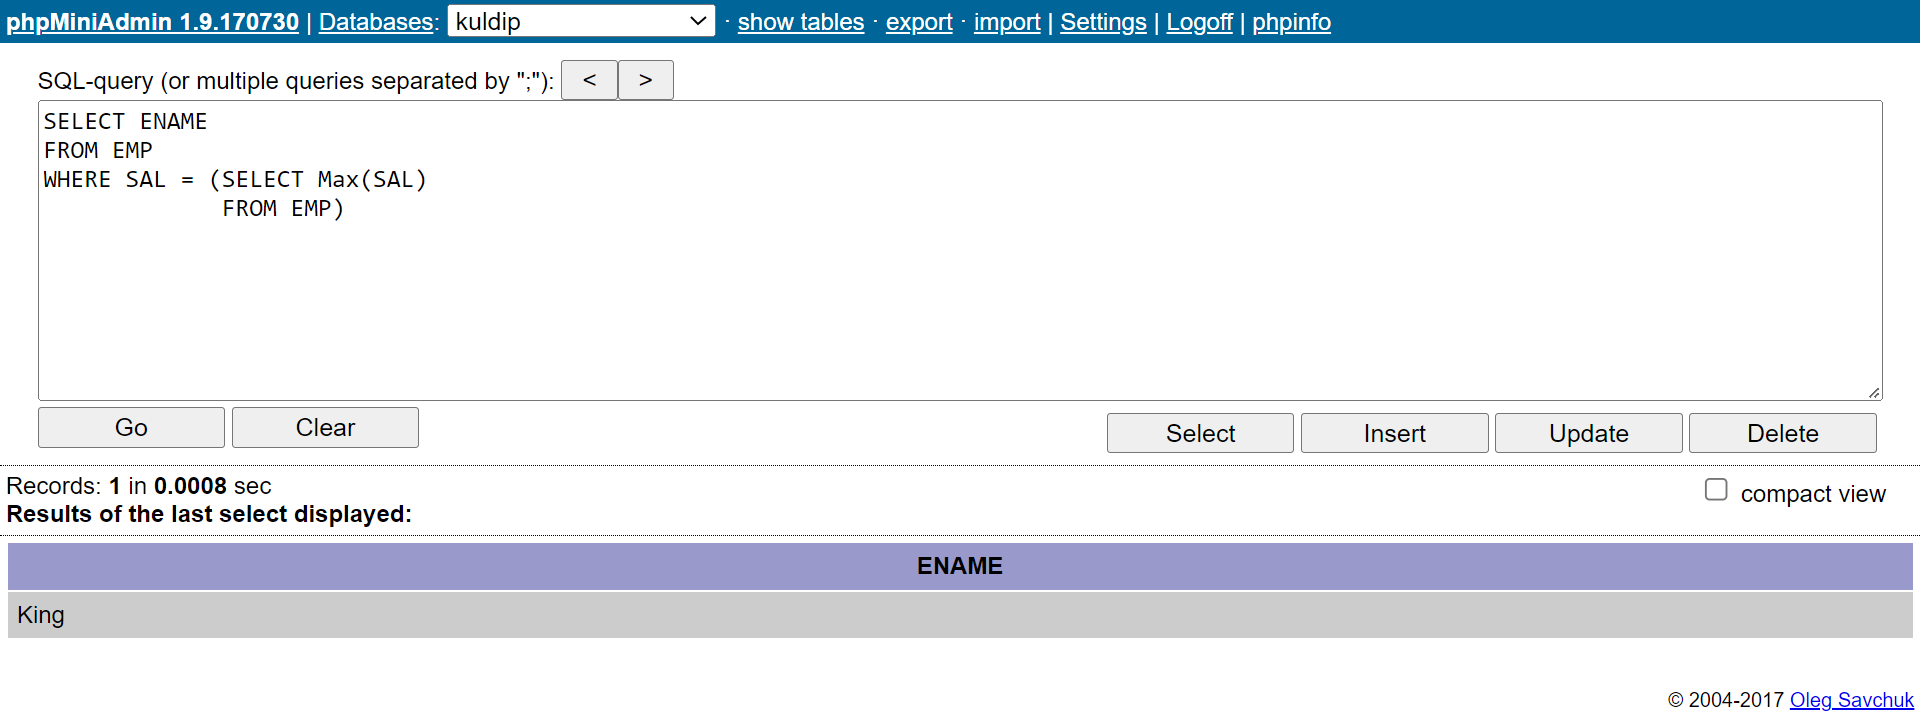 phpMiniAdmin 1.9.170730 | Databases: kuldip · show tables · export · import | Settings | Logoff | phpinfo
SQL-query (or multiple queries separated by ";"): < >
SELECT ENAME
FROM EMP
WHERE SAL = (SELECT Max(SAL)
FROM EMP)
Go Clear Select Insert Update Delete
Records: 1 in 0.0008 sec
compact view
Results of the last select displayed:
ENAME
King
© 2004-2017 Oleg Savchuk